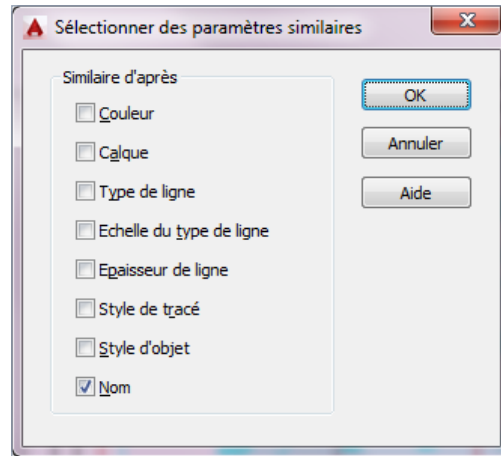 Sélectionner des paramètres similaires
Similaire d'après
Couleur
Calque
Type de ligne
Echelle du type de ligne
Epaisseur de ligne
Style de tracé
Style d'objet
Nom
OK
Annuler
Aide